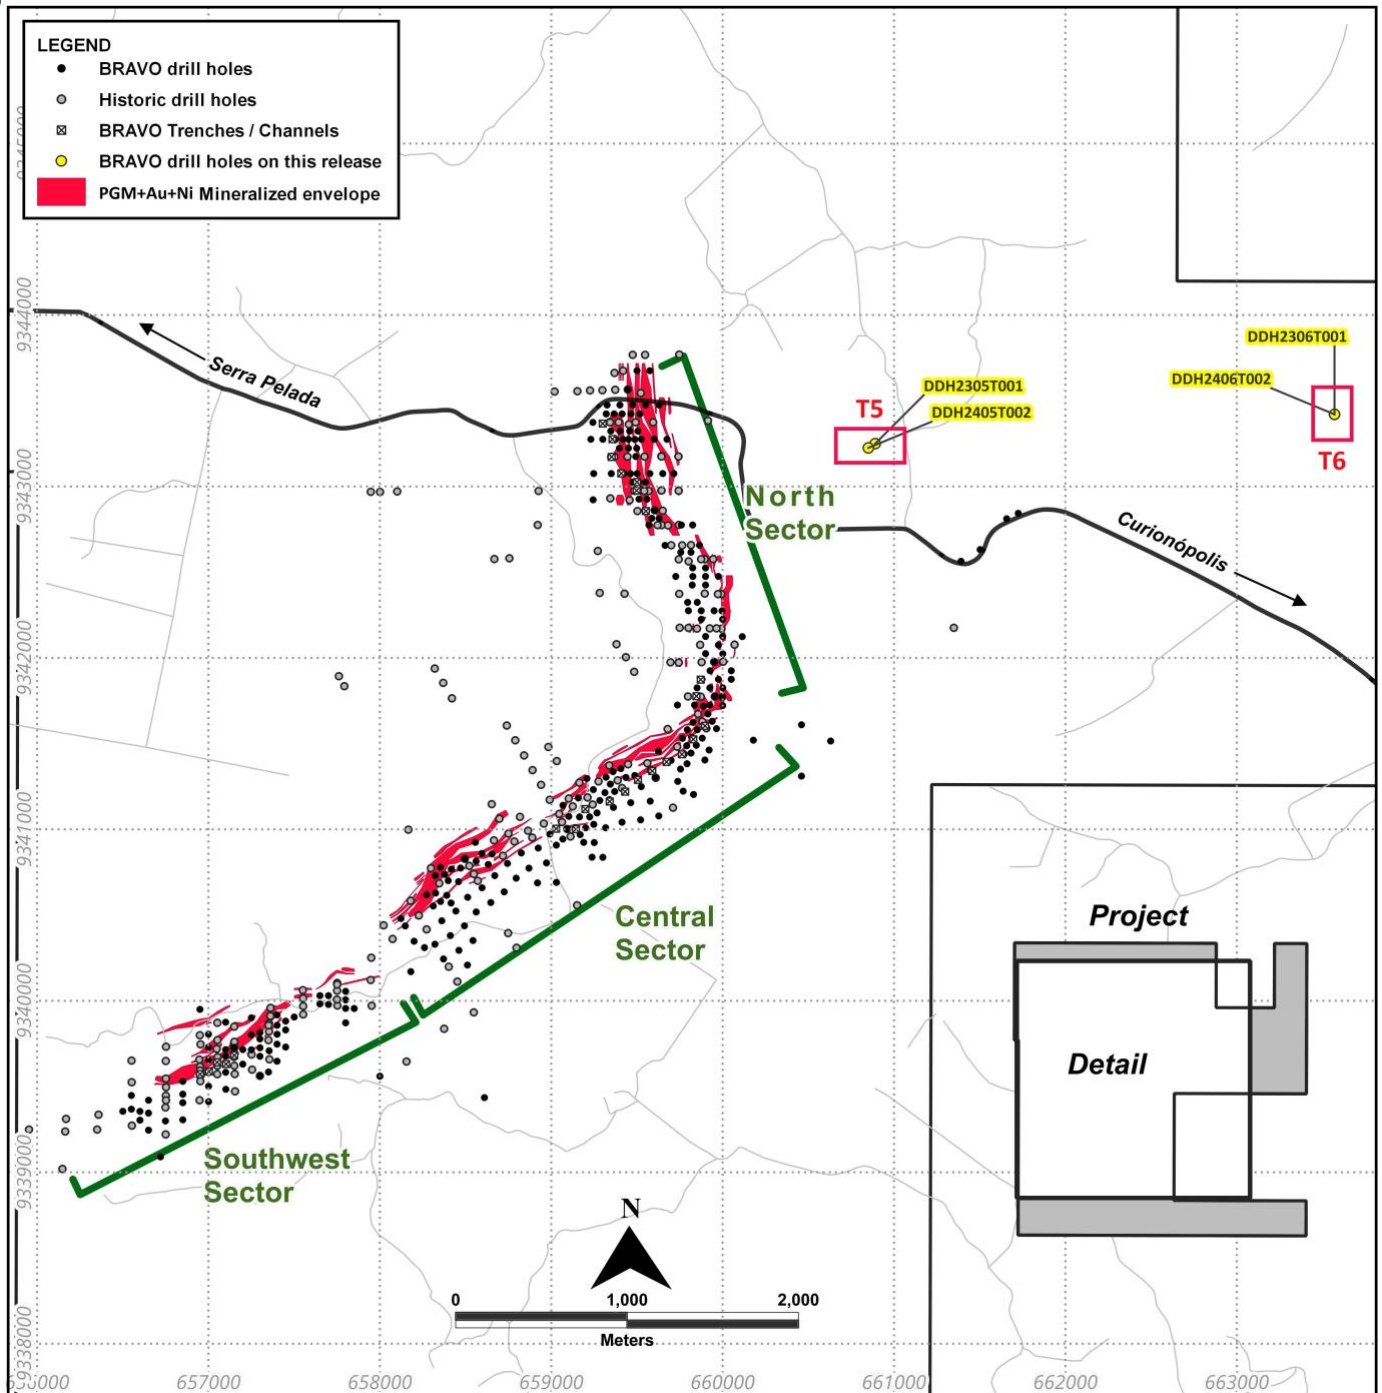 LEGEND
BRAVO drill holes
Historic drill holes
BRAVO Trenches / Channels
BRAVO drill holes on this release
PGM+Au+Ni Mineralized envelope
9344000
9343000
9342000
9341000
9340000
9339000
9338000
Serra Pelada
DDH2306T001
DDH2406T002
T6
DDH2305T001
DDH2405T002
T5
North
Sector
Curionópolis
Central
Sector
Project
Detail
Southwest
Sector
N
0 1,000 2,000
Meters
657000 658000 659000 660000 661000 662000 663000